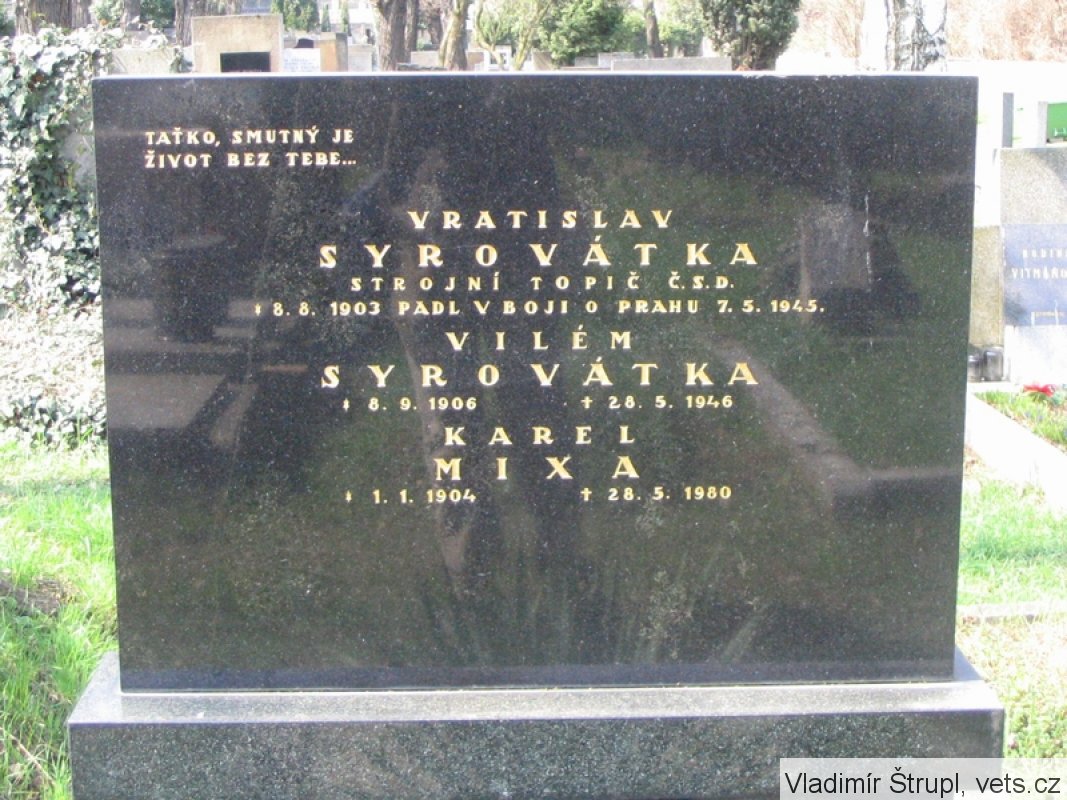 TAŤKO, SMUTNÝ JE
ŽIVOT BEZ TEBE...
VRATISLAV
SYROVÁTKA
STROJNÍ TOPIČ Č.S.D.
* 8. 8. 1903 PADL V BOJI O PRAHU 7. 5. 1945.
VILÉM
SYROVÁTKA
* 8. 9. 1906 † 28. 5. 1946
KAREL
MIXA
* 1. 1. 1904 † 28. 5. 1980
Vladimír Štrupl, vets.cz